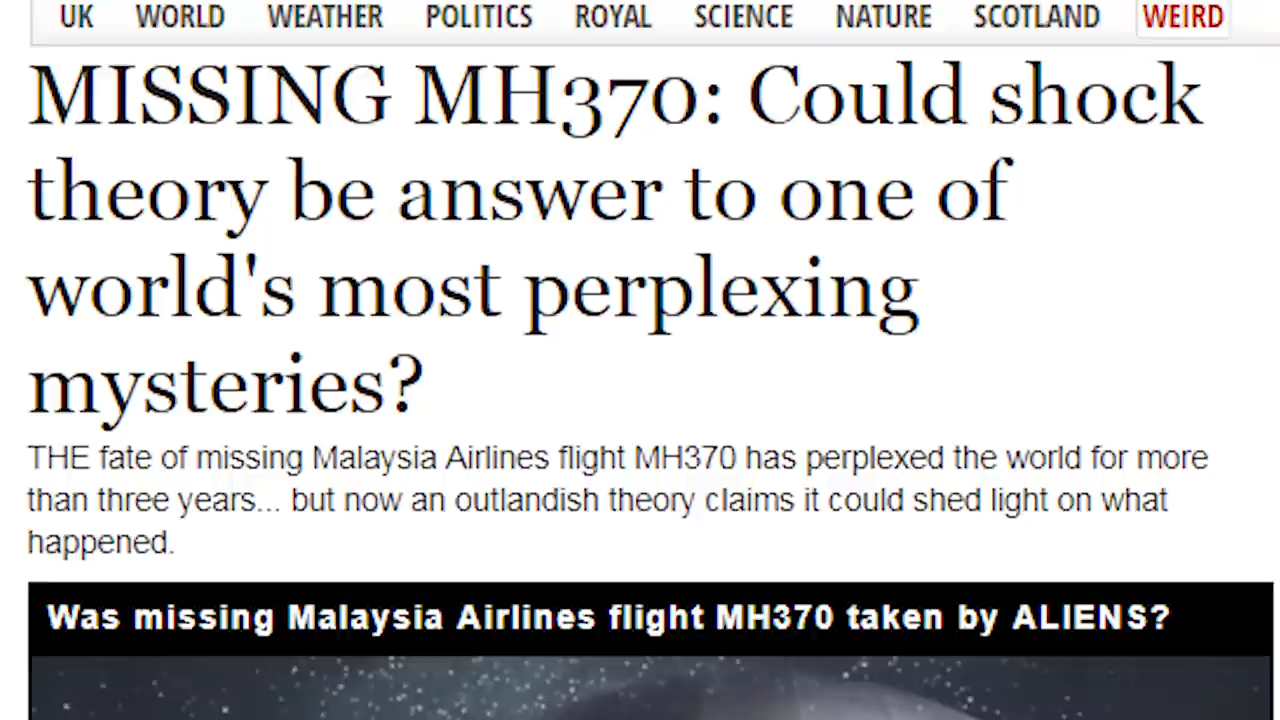 UK WORLD WEATHER POLITICS ROYAL SCIENCE NATURE SCOTLAND WEIRD
MISSING MH370: Could shock
theory be answer to one of
world's most perplexing
mysteries?
THE fate of missing Malaysia Airlines flight MH370 has perplexed the world for more
than three years... but now an outlandish theory claims it could shed light on what
happened.
Was missing Malaysia Airlines flight MH370 taken by ALIENS?